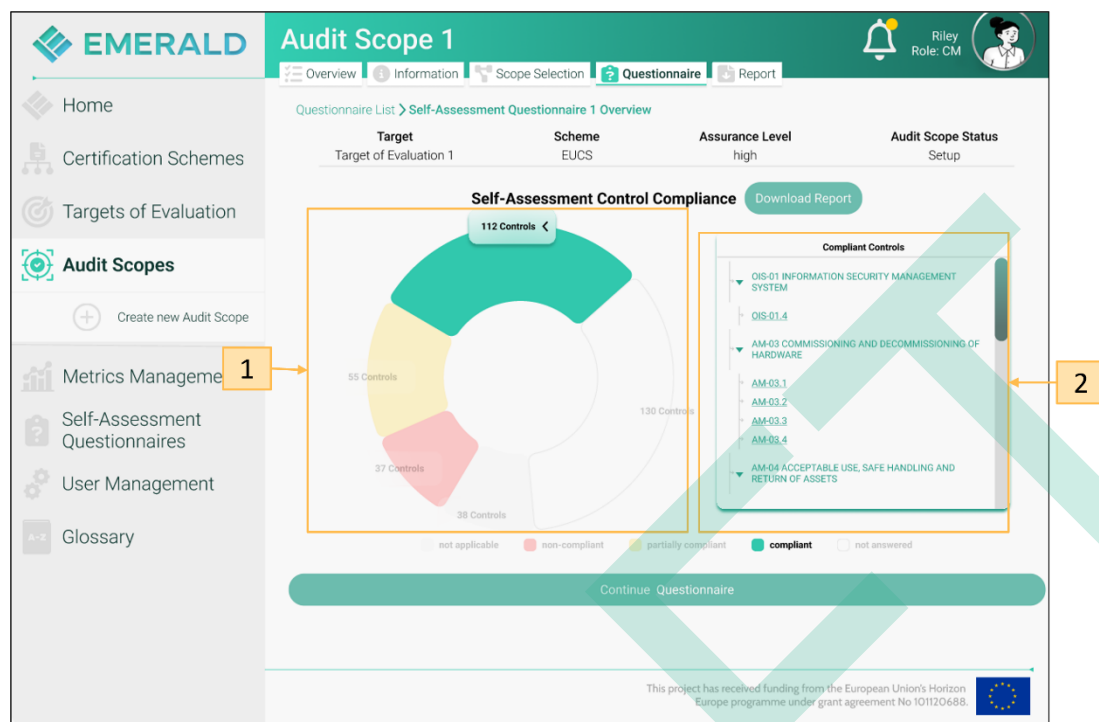 EMERALD
Audit Scope 1
Riley
Role: CM
Overview
Information
Scope Selection
Questionnaire
Report
Home
Certification Schemes
Targets of Evaluation
Audit Scopes
Create new Audit Scope
Metrics Manageme
Self-Assessment
Questionnaires
User Management
A-Z
Glossary
Questionnaire List ❯ Self-Assessment Questionnaire 1 Overview
Target
Scheme
Assurance Level
Audit Scope Status
Target of Evaluation 1
EUCS
high
Setup
Self-Assessment Control Compliance
Download Report
112 Controls
55 Controls
130 Controls
37 Controls
38 Controls
1
Compliant Controls
OIS-01 INFORMATION SECURITY MANAGEMENT
SYSTEM
OIS-01.4
AM-03 COMMISSIONING AND DECOMMISSIONING OF
HARDWARE
AM-03.1
AM-03.2
AM-03.3
AM-03.4
AM-04 ACCEPTABLE USE, SAFE HANDLING AND
RETURN OF ASSETS
2
not applicable
non-compliant
partially compliant
compliant
not answered
Continue Questionnaire
This project has received funding from the European Union's Horizon
Europe programme under grant agreement No 101120688.